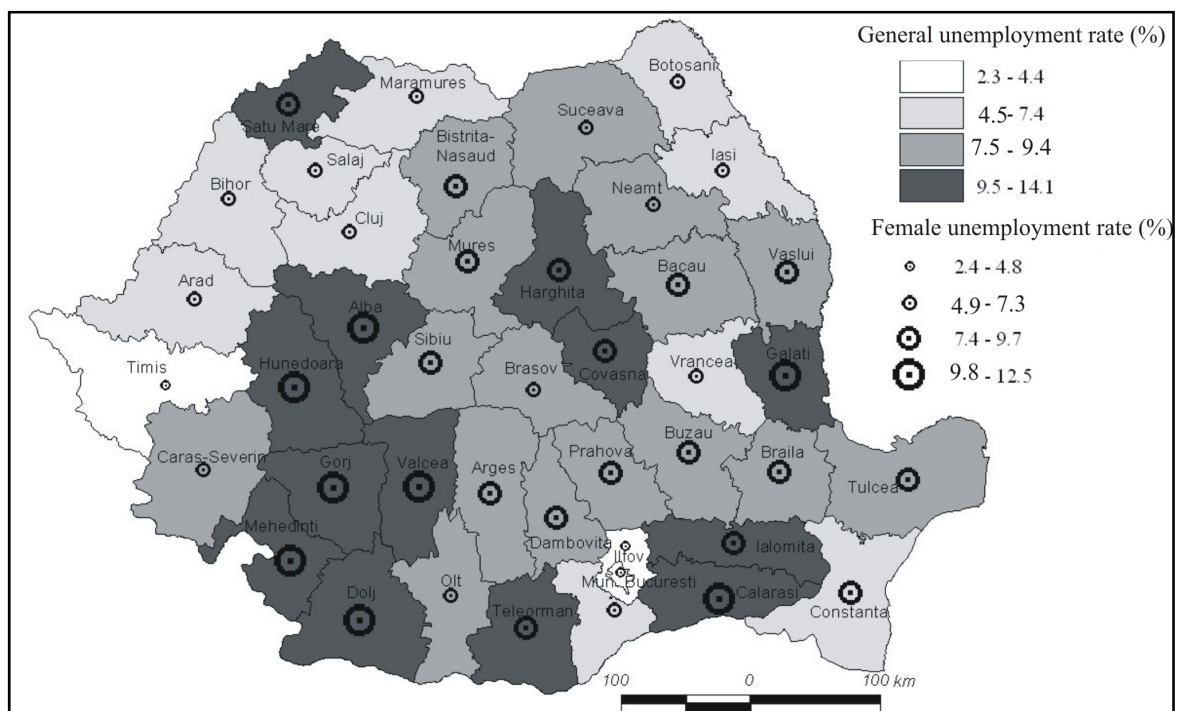 General unemployment rate (%)
2.3 - 4.4
4.5- 7.4
7.5 - 9.4
9.5 - 14.1
Female unemployment rate (%)
2.4 - 4.8
4.9 - 7.3
7.4 - 9.7
9.8 - 12.5
Botosani
Maramures
Suceava
Satu Mare
Bistrita-
Nasaud
Iasi
Salaj
Bihor
Neamt
Cluj
Mures
Vaslui
Bacau
Arad
Harghita
Alba
Sibiu
Galati
Timis
Hunedoara
Brasov
Covasna
Vrancea
Buzau
Caras-Severin
Gorj
Valcea
Arges
Prahova
Braila
Tulcea
Mehedinti
Dambovita
Ilfov
Ialomita
Mun. Bucuresti
Dolj
Olt
Calarasi
Teleorman
Constanta
100 0 100 km